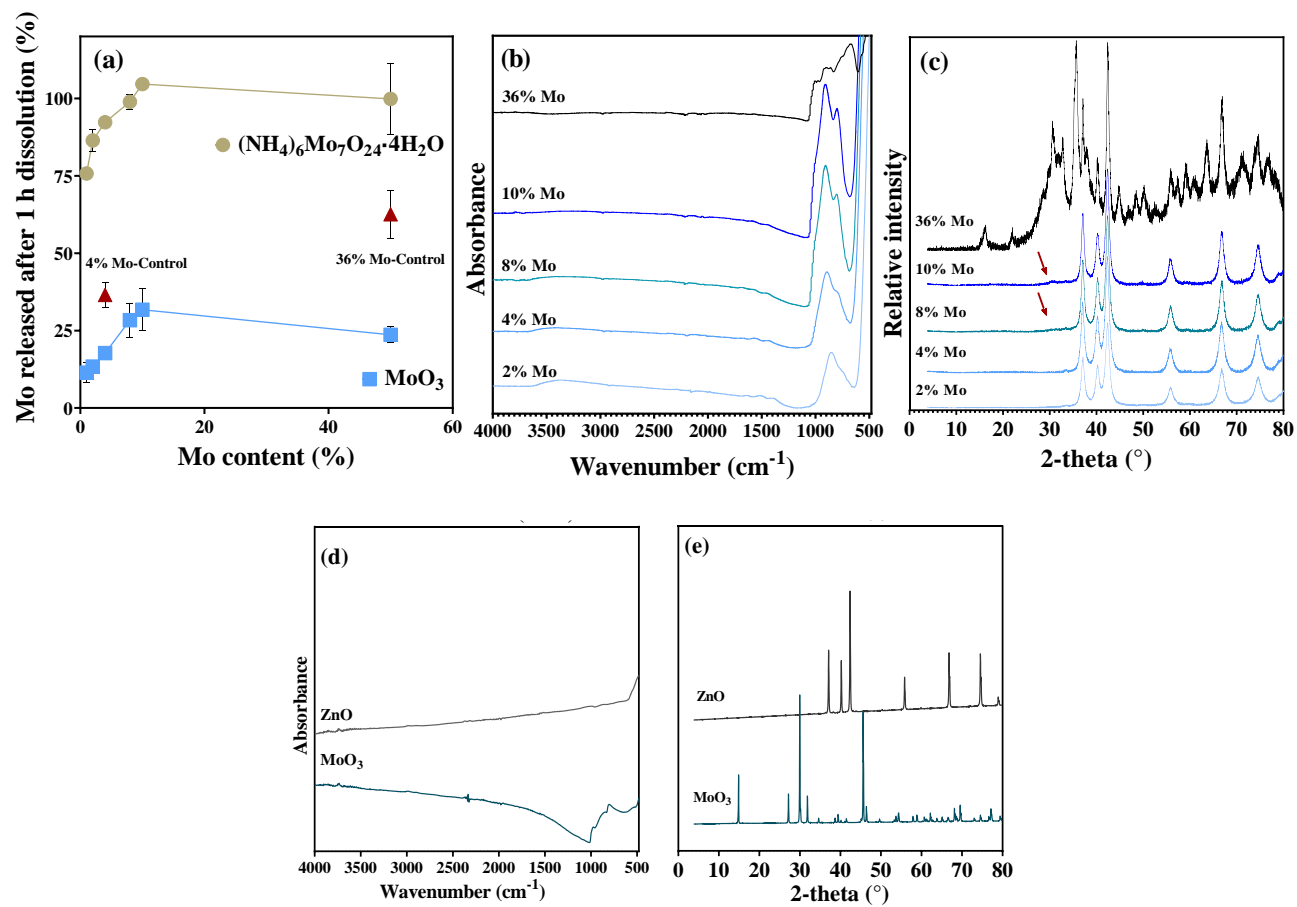 (a)
Mo released after 1 h dissolution (%)
100
75
50
25
0
(NH₄)₆Mo₇O₂₄·4H₂O
4% Mo-Control
36% Mo-Control
MoO₃
0
20
40
60
Mo content (%)
(b)
Absorbance
36% Mo
10% Mo
8% Mo
4% Mo
2% Mo
4000 3500 3000 2500 2000 1500 1000 500
Wavenumber (cm⁻¹)
(c)
Relative intensity
36% Mo
10% Mo
8% Mo
4% Mo
2% Mo
0 10 20 30 40 50 60 70 80
2-theta (°)
(d)
Absorbance
ZnO
MoO₃
4000 3500 3000 2500 2000 1500 1000 500
Wavenumber (cm⁻¹)
(e)
ZnO
MoO₃
0 10 20 30 40 50 60 70 80
2-theta (°)